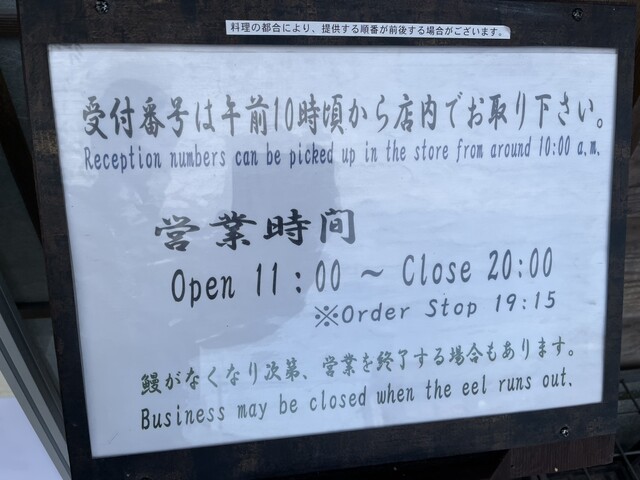 料理の都合により、提供する順番が前後する場合がございます。
受付番号は午前10時頃から店内でお取り下さい。
Reception numbers can be picked up in the store from around 10:00 a.m.
営業時間
Open 11：00 ～ Close 20:00
※Order Stop 19:15
鰻がなくなり次第、営業を終了する場合もあります。
Business may be closed when the eel runs out.